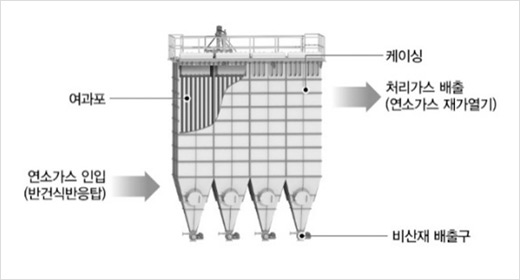 케이싱
여과포
처리가스 배출
(연소가스 재가열기)
연소가스 인입
(반건식반응탑)
비산재 배출구